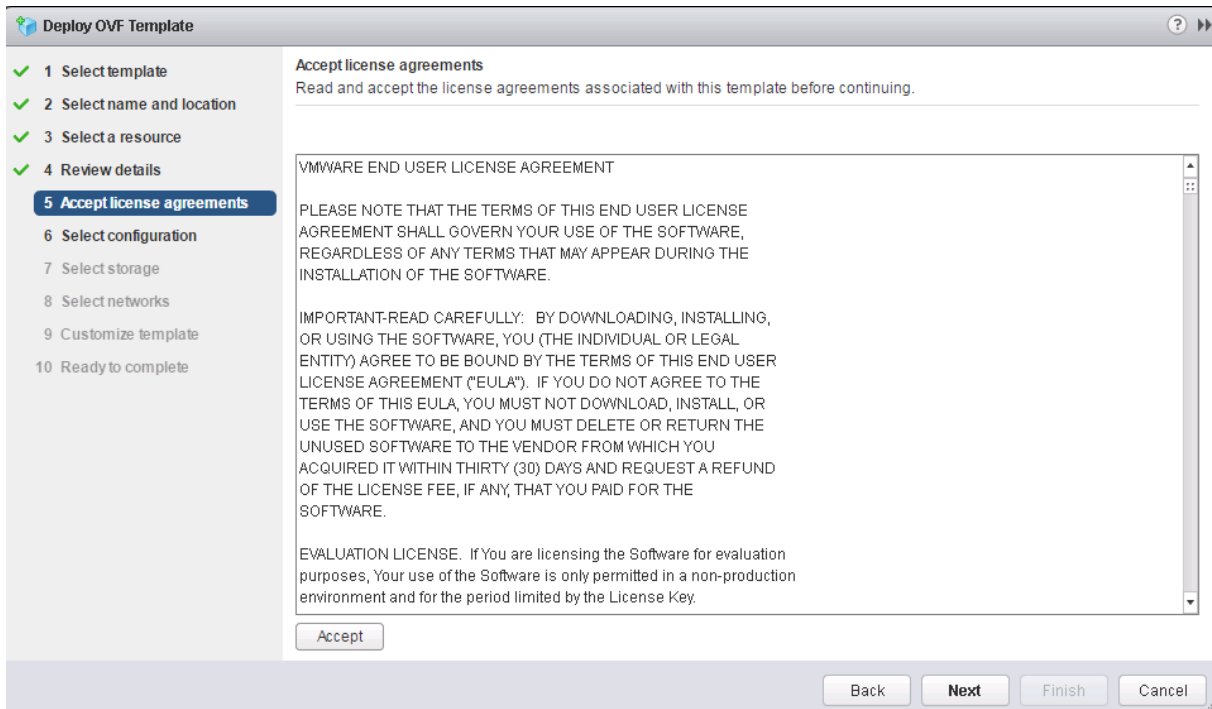 Deploy OVF Template
1 Select template
2 Select name and location
3 Select a resource
4 Review details
5 Accept license agreements
6 Select configuration
7 Select storage
8 Select networks
9 Customize template
10 Ready to complete
Accept license agreements
Read and accept the license agreements associated with this template before continuing.
VMWARE END USER LICENSE AGREEMENT
PLEASE NOTE THAT THE TERMS OF THIS END USER LICENSE
AGREEMENT SHALL GOVERN YOUR USE OF THE SOFTWARE,
REGARDLESS OF ANY TERMS THAT MAY APPEAR DURING THE
INSTALLATION OF THE SOFTWARE.
IMPORTANT-READ CAREFULLY:   BY DOWNLOADING, INSTALLING,
OR USING THE SOFTWARE, YOU (THE INDIVIDUAL OR LEGAL
ENTITY) AGREE TO BE BOUND BY THE TERMS OF THIS END USER
LICENSE AGREEMENT ("EULA").  IF YOU DO NOT AGREE TO THE
TERMS OF THIS EULA, YOU MUST NOT DOWNLOAD, INSTALL, OR
USE THE SOFTWARE, AND YOU MUST DELETE OR RETURN THE
UNUSED SOFTWARE TO THE VENDOR FROM WHICH YOU
ACQUIRED IT WITHIN THIRTY (30) DAYS AND REQUEST A REFUND
OF THE LICENSE FEE, IF ANY, THAT YOU PAID FOR THE
SOFTWARE.
EVALUATION LICENSE.  If You are licensing the Software for evaluation
purposes, Your use of the Software is only permitted in a non-production
environment and for the period limited by the License Key.
Accept
Back Next Finish Cancel